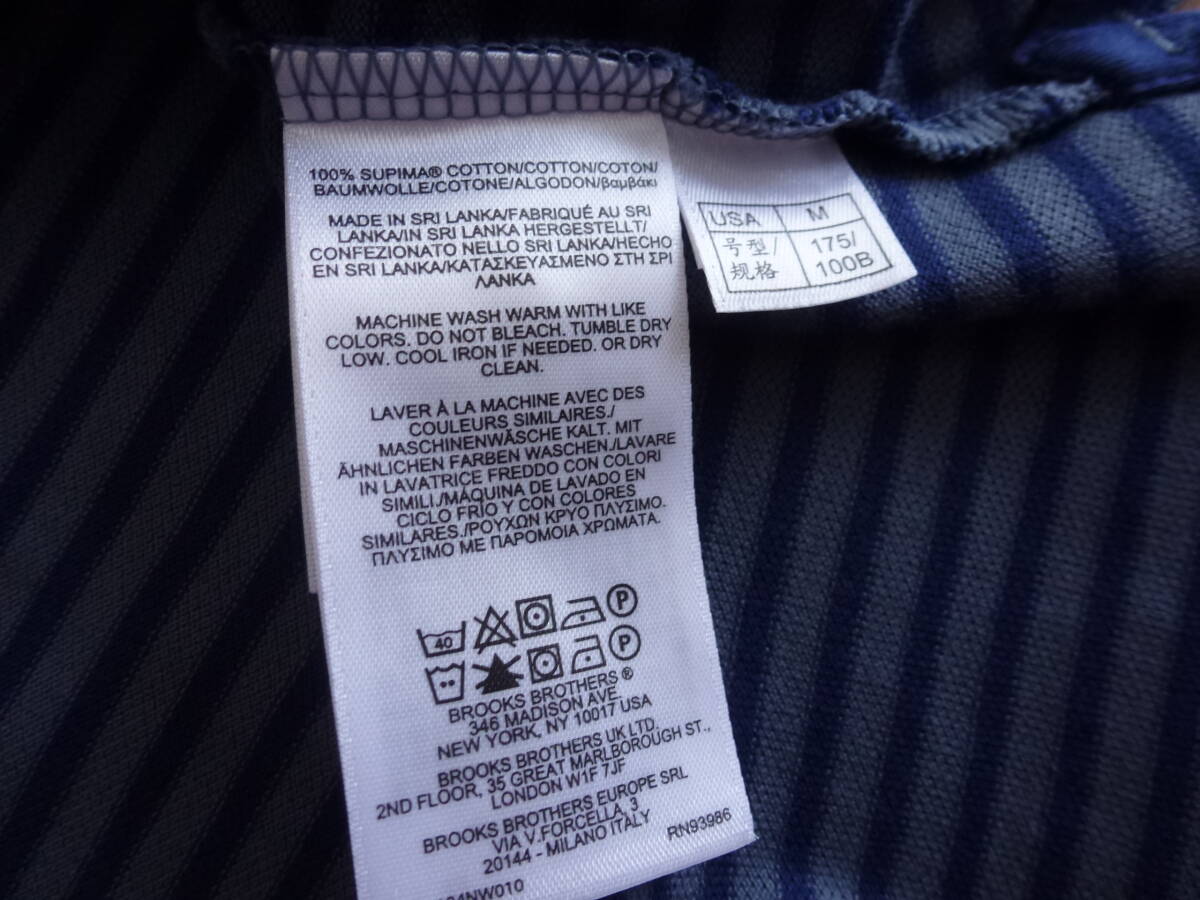 100% SUPIMA® COTTON/COTTON/COTON/
BAUMWOLLE/COTONE/ALGODON/βαμβάκι
MADE IN SRI LANKA/FABRIQUÉ AU SRI
LANKA/IN SRI LANKA HERGESTELLT/
CONFEZIONATO NELLO SRI LANKA/HECHO
EN SRI LANKA/ΚΑΤΑΣΚΕΥΑΣΜΕΝΟ ΣΤΗ ΣΡΙ
ΛΑΝΚΑ
MACHINE WASH WARM WITH LIKE
COLORS. DO NOT BLEACH. TUMBLE DRY
LOW. COOL IRON IF NEEDED. OR DRY
CLEAN.
LAVER À LA MACHINE AVEC DES
COULEURS SIMILAIRES./
MASCHINENWÄSCHE KALT. MIT
ÄHNLICHEN FARBEN WASCHEN./LAVARE
IN LAVATRICE FREDDO CON COLORI
SIMILI./MÁQUINA DE LAVADO EN
CICLO FRÍO Y CON COLORES
SIMILARES./ΡΟΥΧΩΝ ΚΡΥΟ ΠΛΥΣΙΜΟ.
ΠΛΥΣΙΜΟ ΜΕ ΠΑΡΟΜΟΙΑ ΧΡΩΜΑΤΑ.
40 P
P
BROOKS BROTHERS ®
346 MADISON AVE.
NEW YORK, NY 10017 USA
BROOKS BROTHERS UK LTD.
2ND FLOOR, 35 GREAT MARLBOROUGH ST.,
LONDON W1F 7JF
BROOKS BROTHERS EUROPE SRL
VIA V.FORCELLA, 3
20144 - MILANO ITALY
RN93986
USA M
号型/ 175/
规格 100B